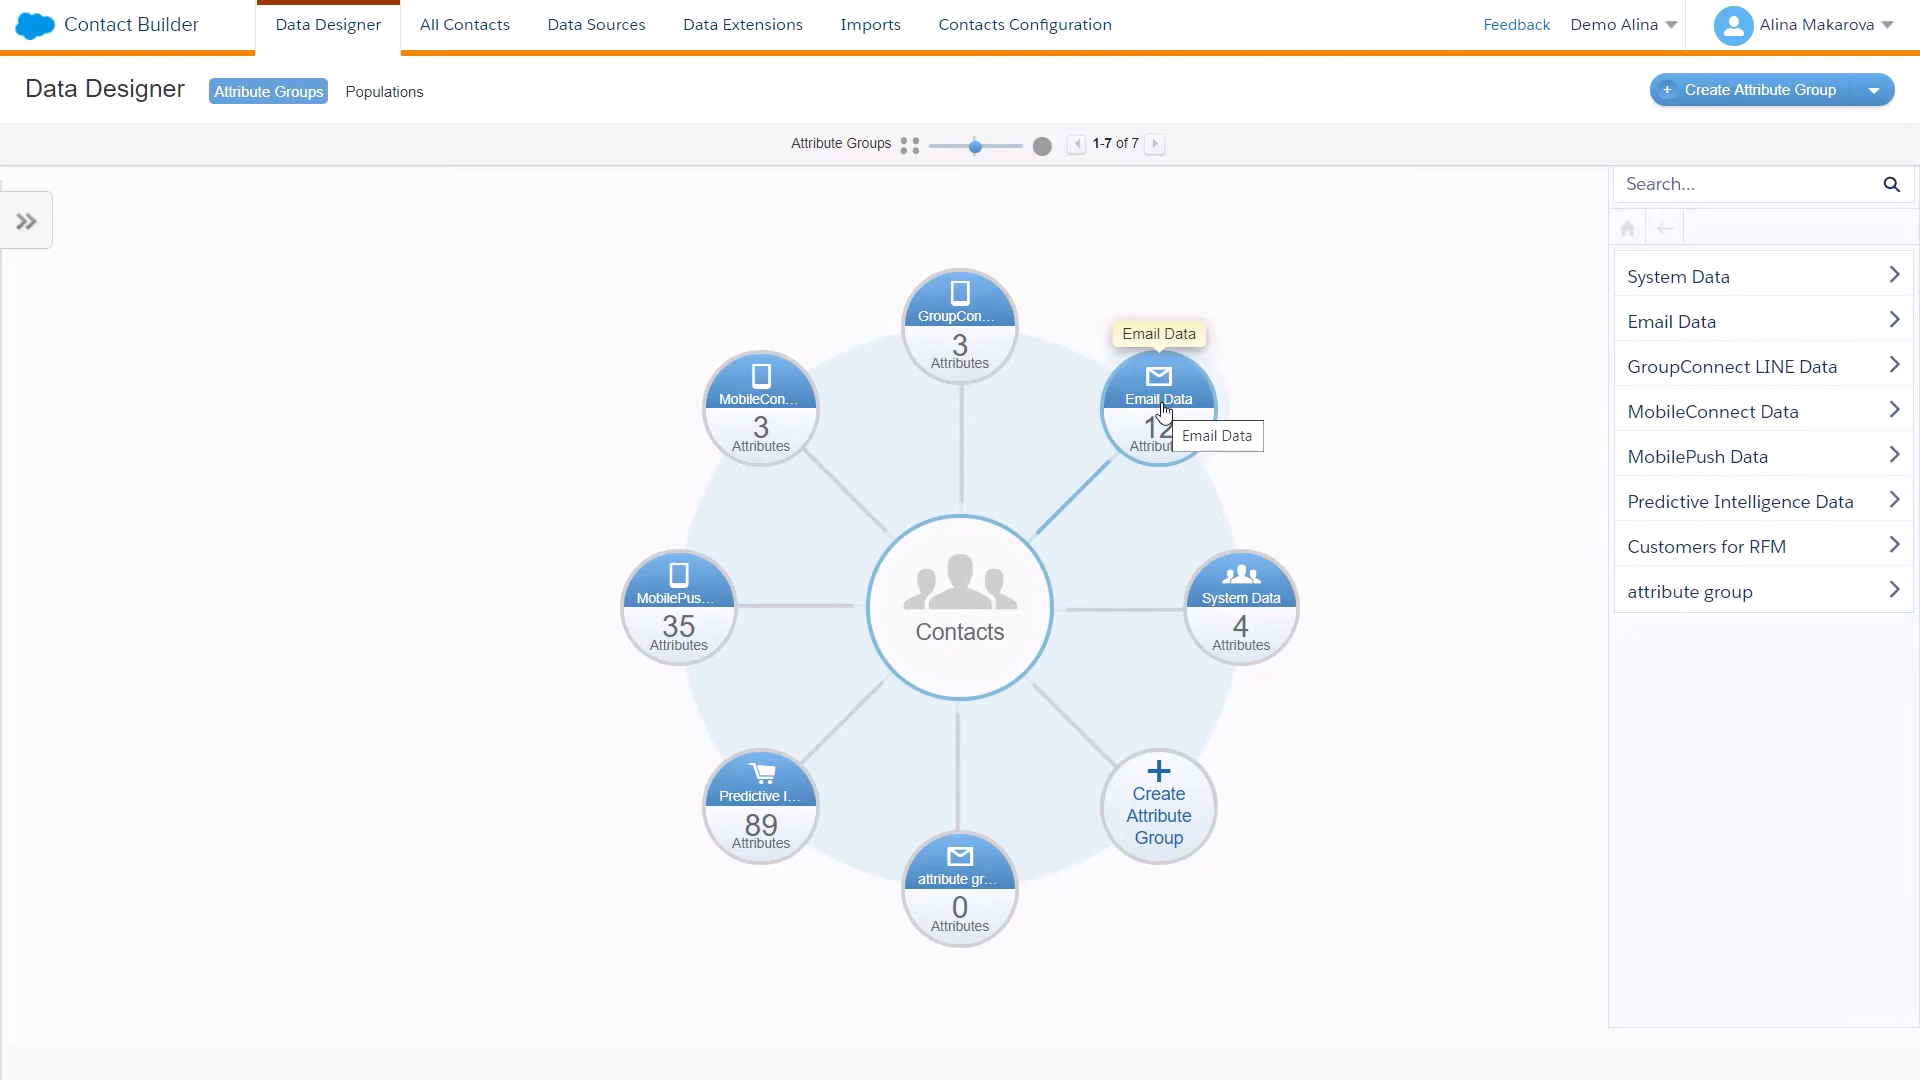 Contact Builder
Data Designer
All Contacts
Data Sources
Data Extensions
Imports
Contacts Configuration
Feedback
Demo Alina
Alina Makarova
Data Designer
Attribute Groups
Populations
+ Create Attribute Group
Attribute Groups
1-7 of 7
Search...
System Data
Email Data
GroupConnect LINE Data
MobileConnect Data
MobilePush Data
Predictive Intelligence Data
Customers for RFM
attribute group
GroupCon...
3
Attributes
Email Data
Email Data
12
Email Data
MobileCon...
3
Attributes
MobilePus...
35
Attributes
Contacts
System Data
4
Attributes
Predictive I...
89
Attributes
Create
Attribute
Group
attribute gr...
0
Attributes